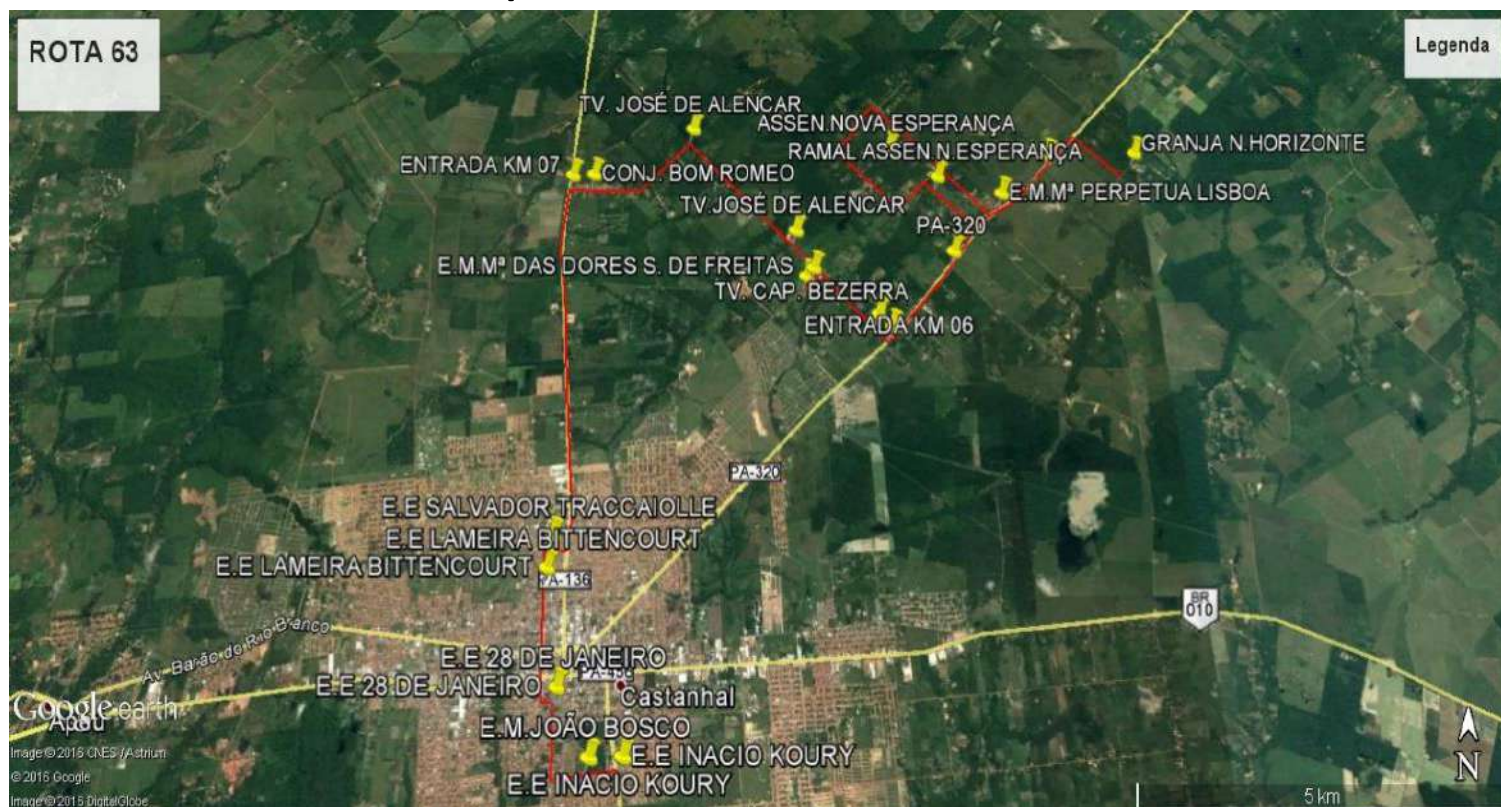 ROTA 63
Legenda
TV. JOSÉ DE ALENCAR
ASSEN.NOVA ESPERANÇA
GRANJA N.HORIZONTE
RAMAL ASSEN.N.ESPERANÇA
ENTRADA KM 07
CONJ. BOM ROMEO
E.M.Mª PERPETUA LISBOA
TV.JOSÉ DE ALENCAR
PA-320
E.M.Mª DAS DORES S. DE FREITAS
TV. CAP. BEZERRA
ENTRADA KM 06
PA-320
E.E SALVADOR TRACCAIOLLE
E.E LAMEIRA BITTENCOURT
E.E LAMEIRA BITTENCOURT
PA-136
BR
010
Av. Barão do Rio Branco
E.E 28 DE JANEIRO
E.E 28 DE JANEIRO
Castanhal
Google earth
Apeú
E.M.JOÃO BOSCO
E.E INACIO KOURY
E.E INACIO KOURY
Image © 2016 CNES / Astrium
© 2016 Google
Image © 2016 DigitalGlobe
N
5 km